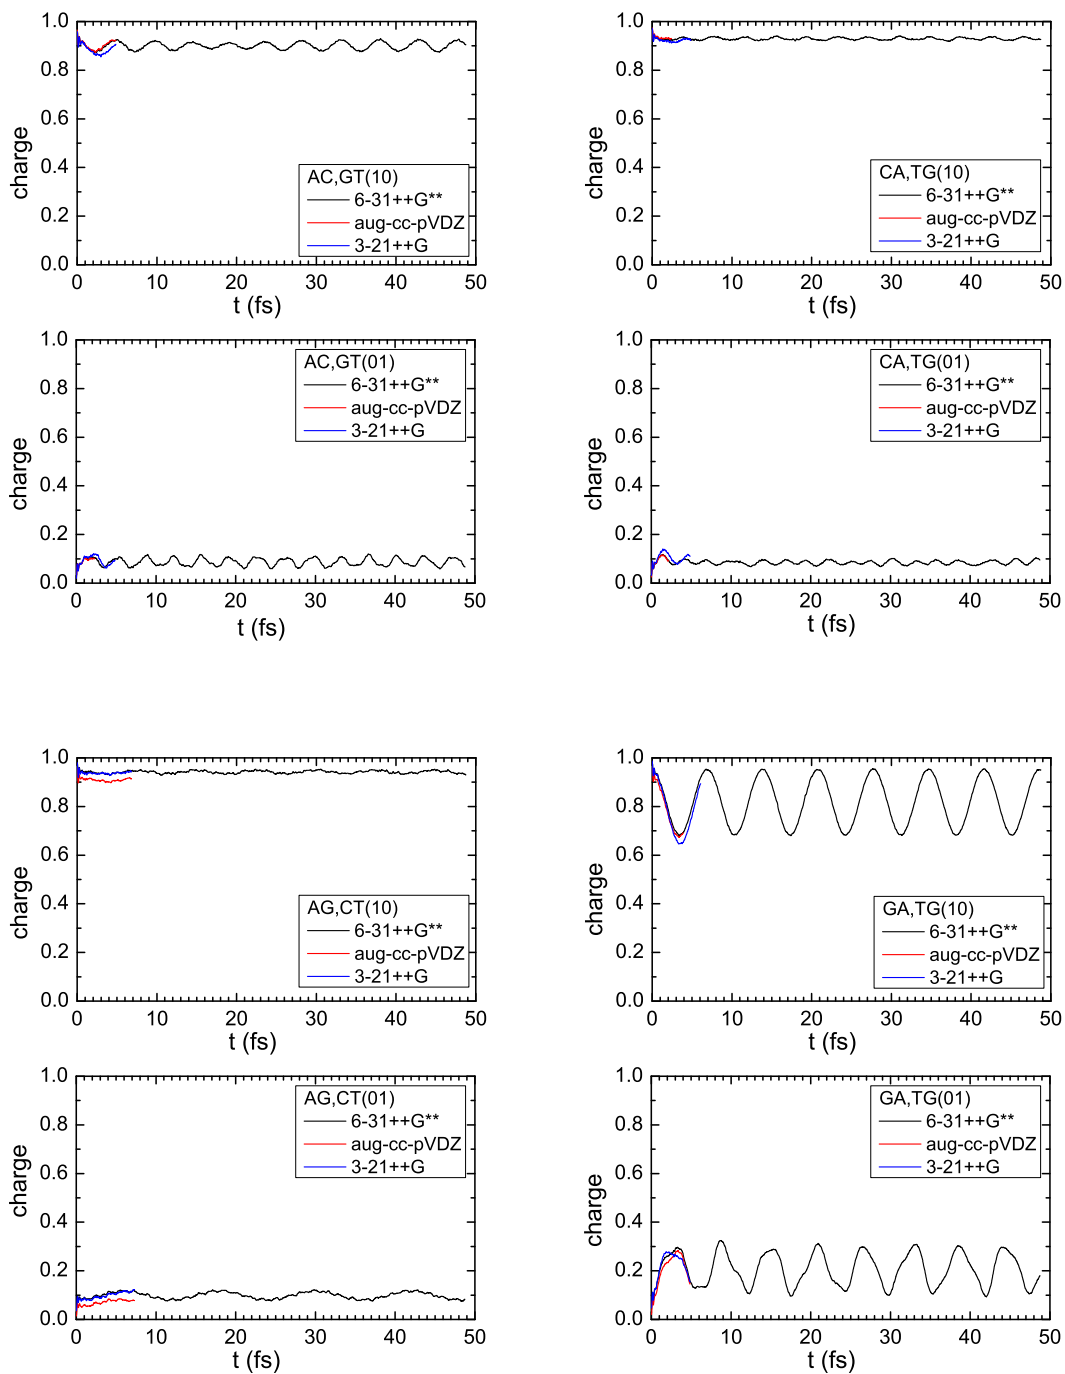 1.0
0.8
0.6
0.4
0.2
0.0
charge
AC,GT(10)
6-31++G**
aug-cc-pVDZ
3-21++G
0 10 20 30 40 50
t (fs)
1.0
0.8
0.6
0.4
0.2
0.0
charge
CA,TG(10)
6-31++G**
aug-cc-pVDZ
3-21++G
0 10 20 30 40 50
t (fs)
1.0
0.8
0.6
0.4
0.2
0.0
charge
AC,GT(01)
6-31++G**
aug-cc-pVDZ
3-21++G
0 10 20 30 40 50
t (fs)
1.0
0.8
0.6
0.4
0.2
0.0
charge
CA,TG(01)
6-31++G**
aug-cc-pVDZ
3-21++G
0 10 20 30 40 50
t (fs)
1.0
0.8
0.6
0.4
0.2
0.0
charge
AG,CT(10)
6-31++G**
aug-cc-pVDZ
3-21++G
0 10 20 30 40 50
t (fs)
1.0
0.8
0.6
0.4
0.2
0.0
charge
GA,TG(10)
6-31++G**
aug-cc-pVDZ
3-21++G
0 10 20 30 40 50
t (fs)
1.0
0.8
0.6
0.4
0.2
0.0
charge
AG,CT(01)
6-31++G**
aug-cc-pVDZ
3-21++G
0 10 20 30 40 50
t (fs)
1.0
0.8
0.6
0.4
0.2
0.0
charge
GA,TG(01)
6-31++G**
aug-cc-pVDZ
3-21++G
0 10 20 30 40 50
t (fs)